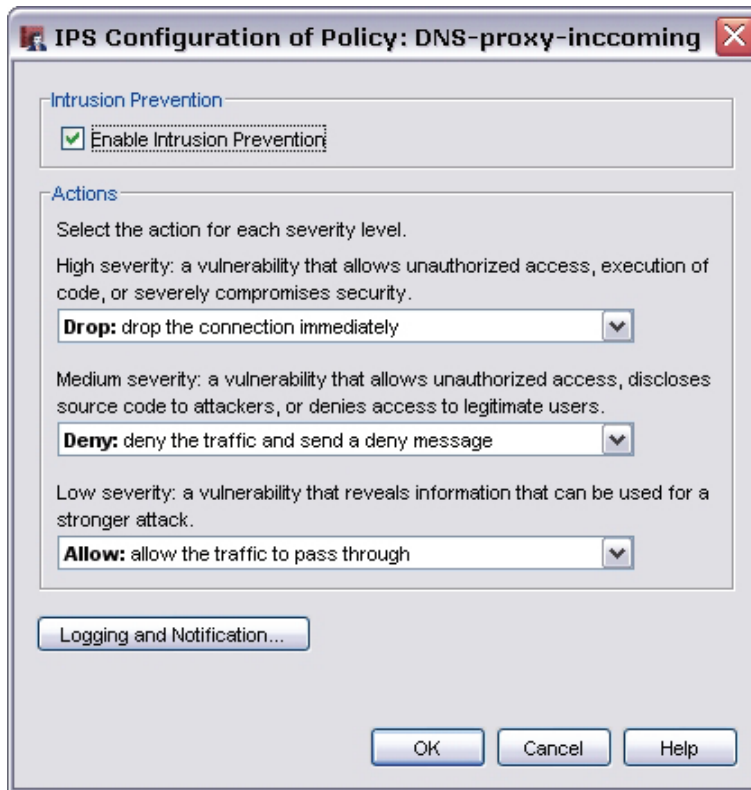 IPS Configuration of Policy: DNS-proxy-inccoming
Intrusion Prevention
Enable Intrusion Prevention
Actions
Select the action for each severity level.
High severity: a vulnerability that allows unauthorized access, execution of
code, or severely compromises security.
Drop: drop the connection immediately
Medium severity: a vulnerability that allows unauthorized access, discloses
source code to attackers, or denies access to legitimate users.
Deny: deny the traffic and send a deny message
Low severity: a vulnerability that reveals information that can be used for a
stronger attack.
Allow: allow the traffic to pass through
Logging and Notification...
OK
Cancel
Help